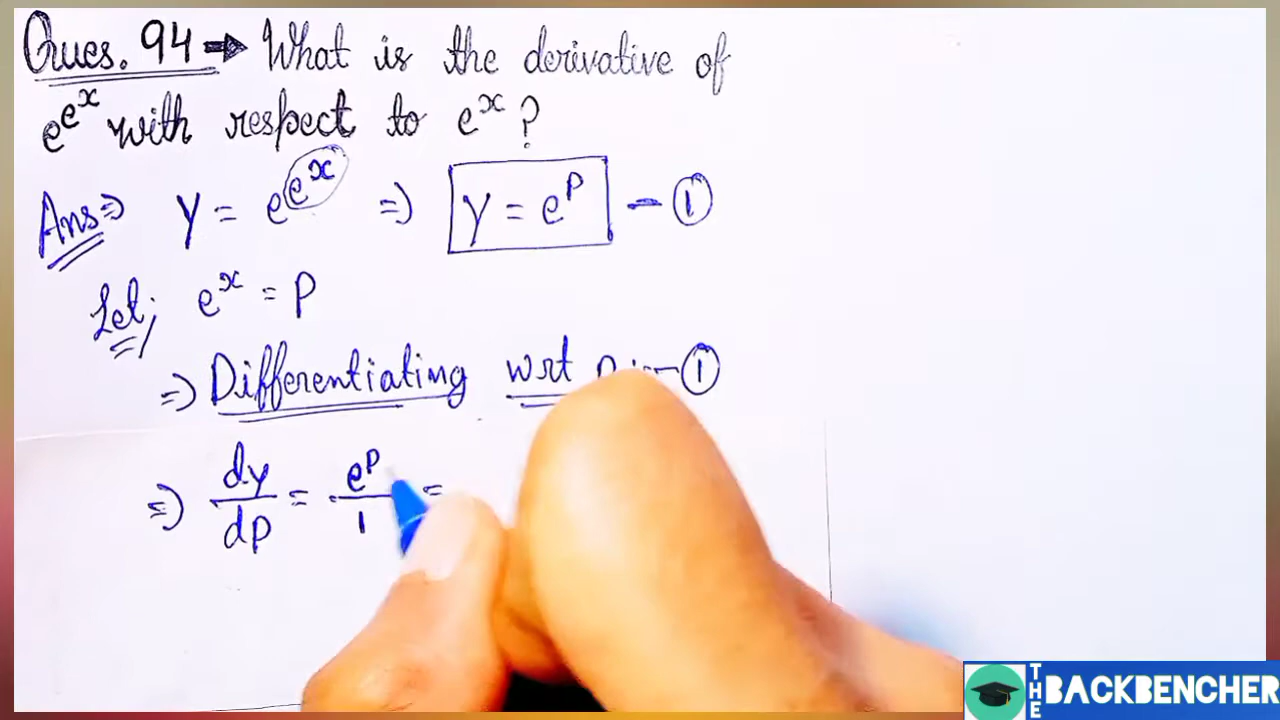 Ques. 94 → What is the derivative of
e^e^x with respect to e^x ?
Ans ⇒ y = e^e^x ⇒ y = e^p - ①
Let, e^x = p
⇒ Differentiating wrt - ①
⇒ dy/dp = e^p/1 =
THE BACKBENCHER